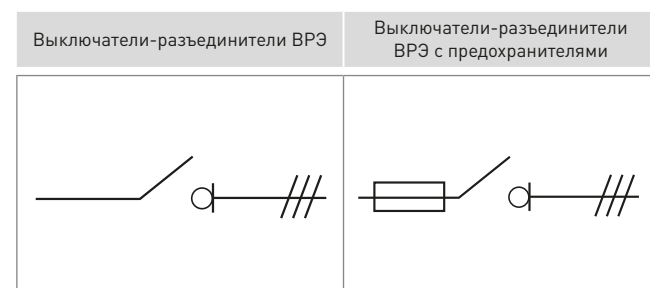 Выключатели-разъединители ВРЭ
Выключатели-разъединители
ВРЭ с предохранителями